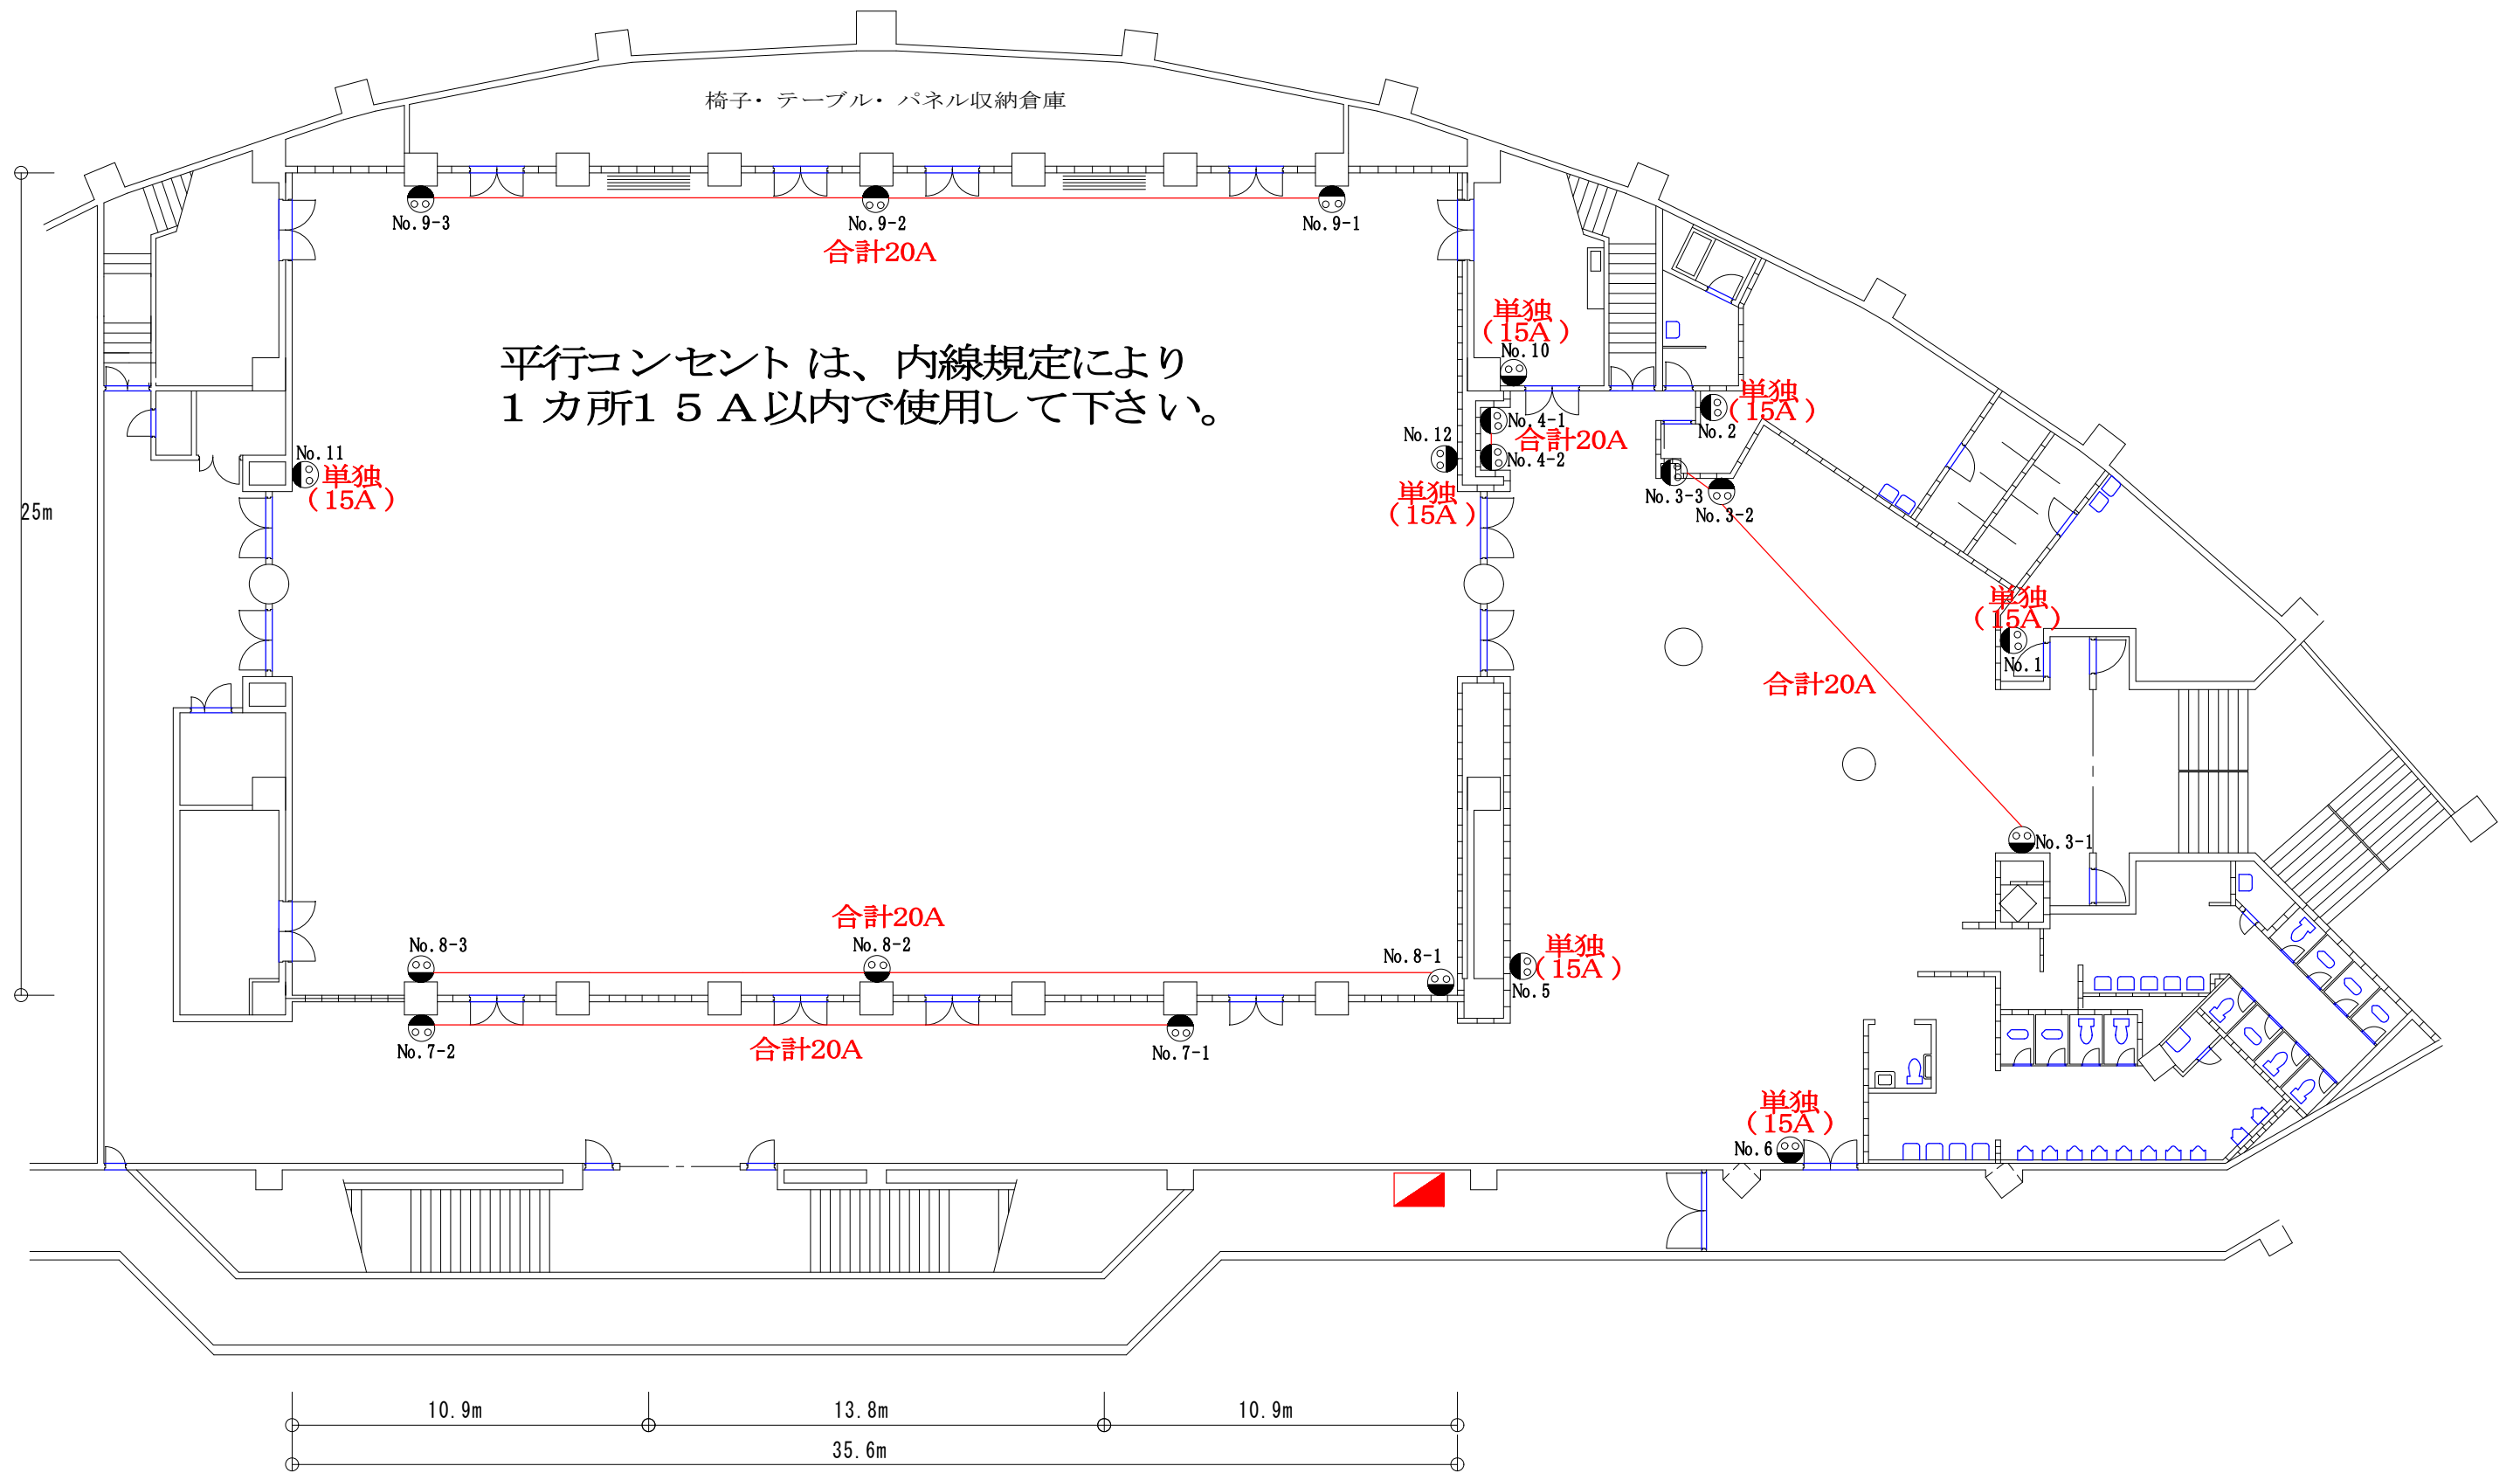 椅子・テーブル・パネル収納倉庫
No.9-3
No.9-2
No.9-1
合計20A
平行コンセントは、内線規定により
１カ所１５Ａ以内で使用して下さい。
単独
（15A）
No.10
単独
（15A）
No.2
No.4-1
合計20A
No.4-2
No.12
単独
（15A）
No.11
単独
（15A）
No.3-3
No.3-2
25m
単独
（15A）
No.1
合計20A
No.3-1
合計20A
No.8-3
No.8-2
No.8-1
単独
（15A）
No.5
No.7-2
合計20A
No.7-1
単独
（15A）
No.6
10.9m
13.8m
10.9m
35.6m